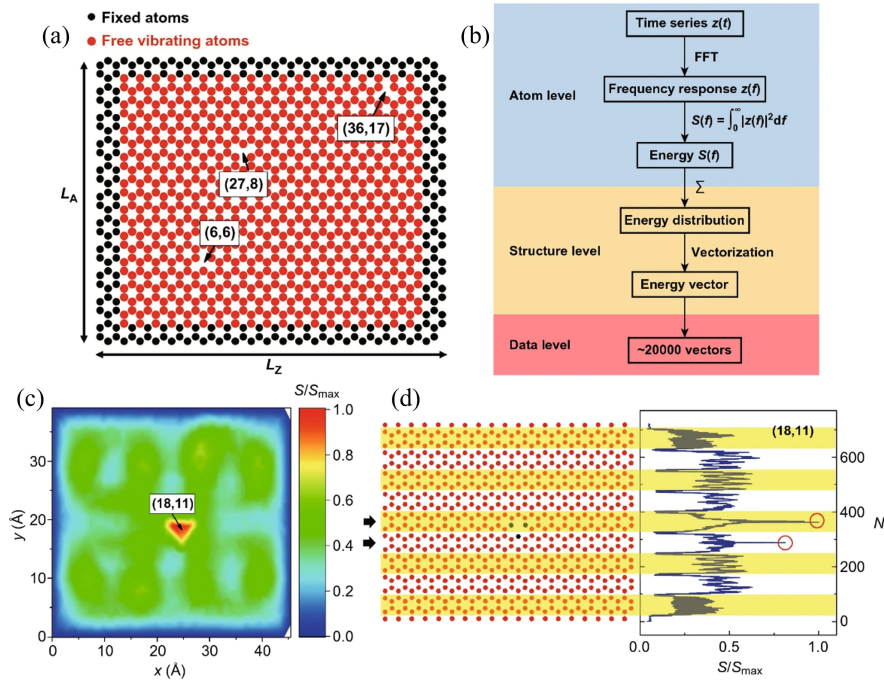 (a)
Fixed atoms
Free vibrating atoms
(36,17)
(27,8)
(6,6)
L_A
L_Z
(b)
Time series z(t)
FFT
Atom level
Frequency response z(f)
S(f) = ∫₀^∞ |z(f)|² df
Energy S(f)
Σ
Energy distribution
Structure level
Vectorization
Energy vector
Data level
~20000 vectors
(c)
S/S_max
1.0
0.8
0.6
0.4
0.2
0.0
30
20
10
0
y (Å)
(18,11)
0 10 20 30 40
x (Å)
(d)
(18,11)
600
400
200
0
N
0.0 0.5 1.0
S/S_max